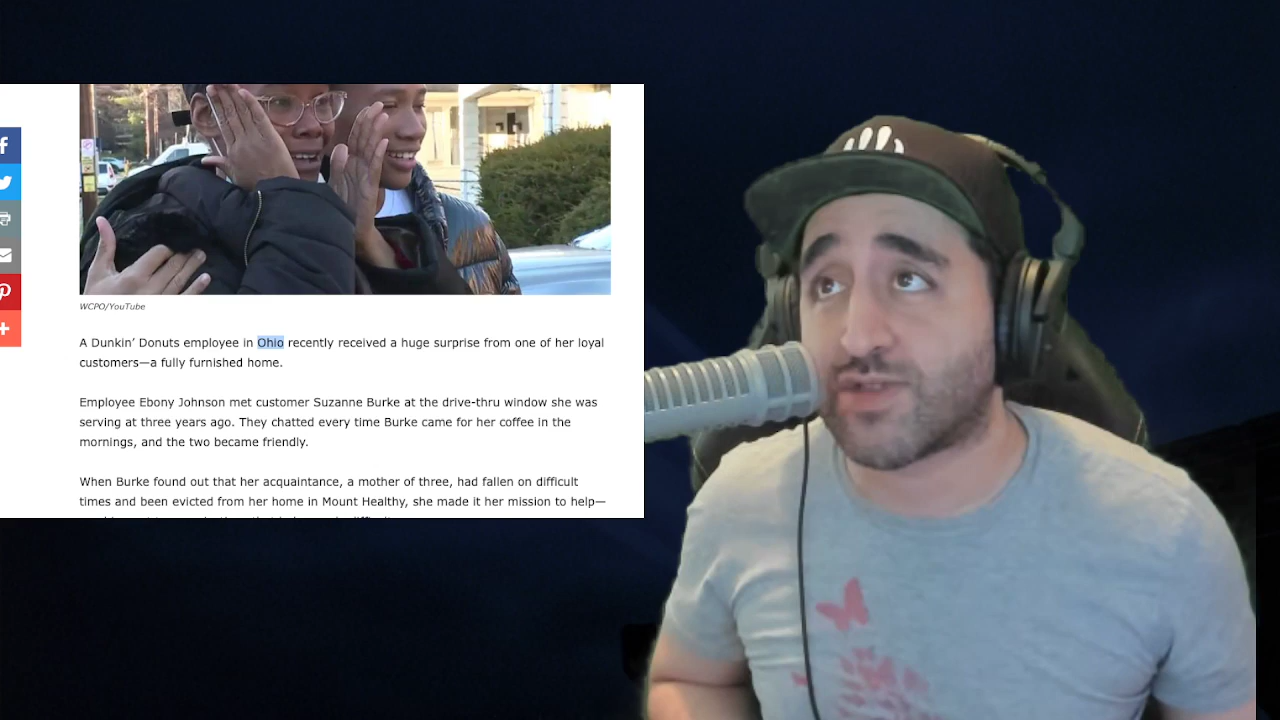 WCPO/YouTube
A Dunkin’ Donuts employee in Ohio recently received a huge surprise from one of her loyal
customers—a fully furnished home.
Employee Ebony Johnson met customer Suzanne Burke at the drive-thru window she was
serving at three years ago. They chatted every time Burke came for her coffee in the
mornings, and the two became friendly.
When Burke found out that her acquaintance, a mother of three, had fallen on difficult
times and been evicted from her home in Mount Healthy, she made it her mission to help—